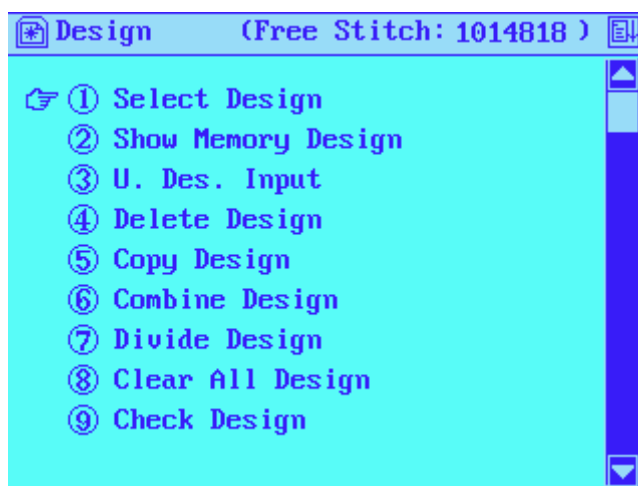 Design (Free Stitch: 1014818 )
① Select Design
② Show Memory Design
③ U. Des. Input
④ Delete Design
⑤ Copy Design
⑥ Combine Design
⑦ Divide Design
⑧ Clear All Design
⑨ Check Design